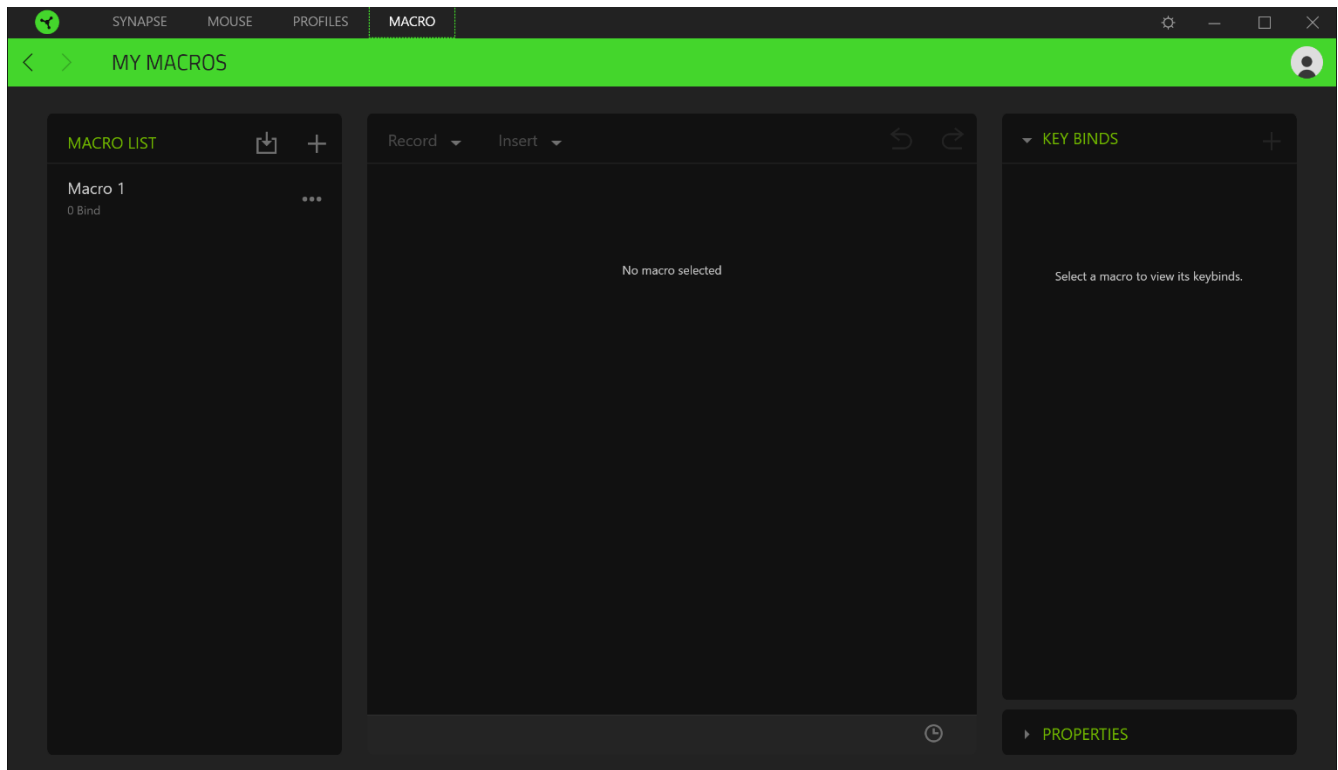 SYNAPSE MOUSE PROFILES MACRO
MY MACROS
MACRO LIST
Macro 1
0 Bind
Record Insert
No macro selected
KEY BINDS
Select a macro to view its keybinds.
PROPERTIES